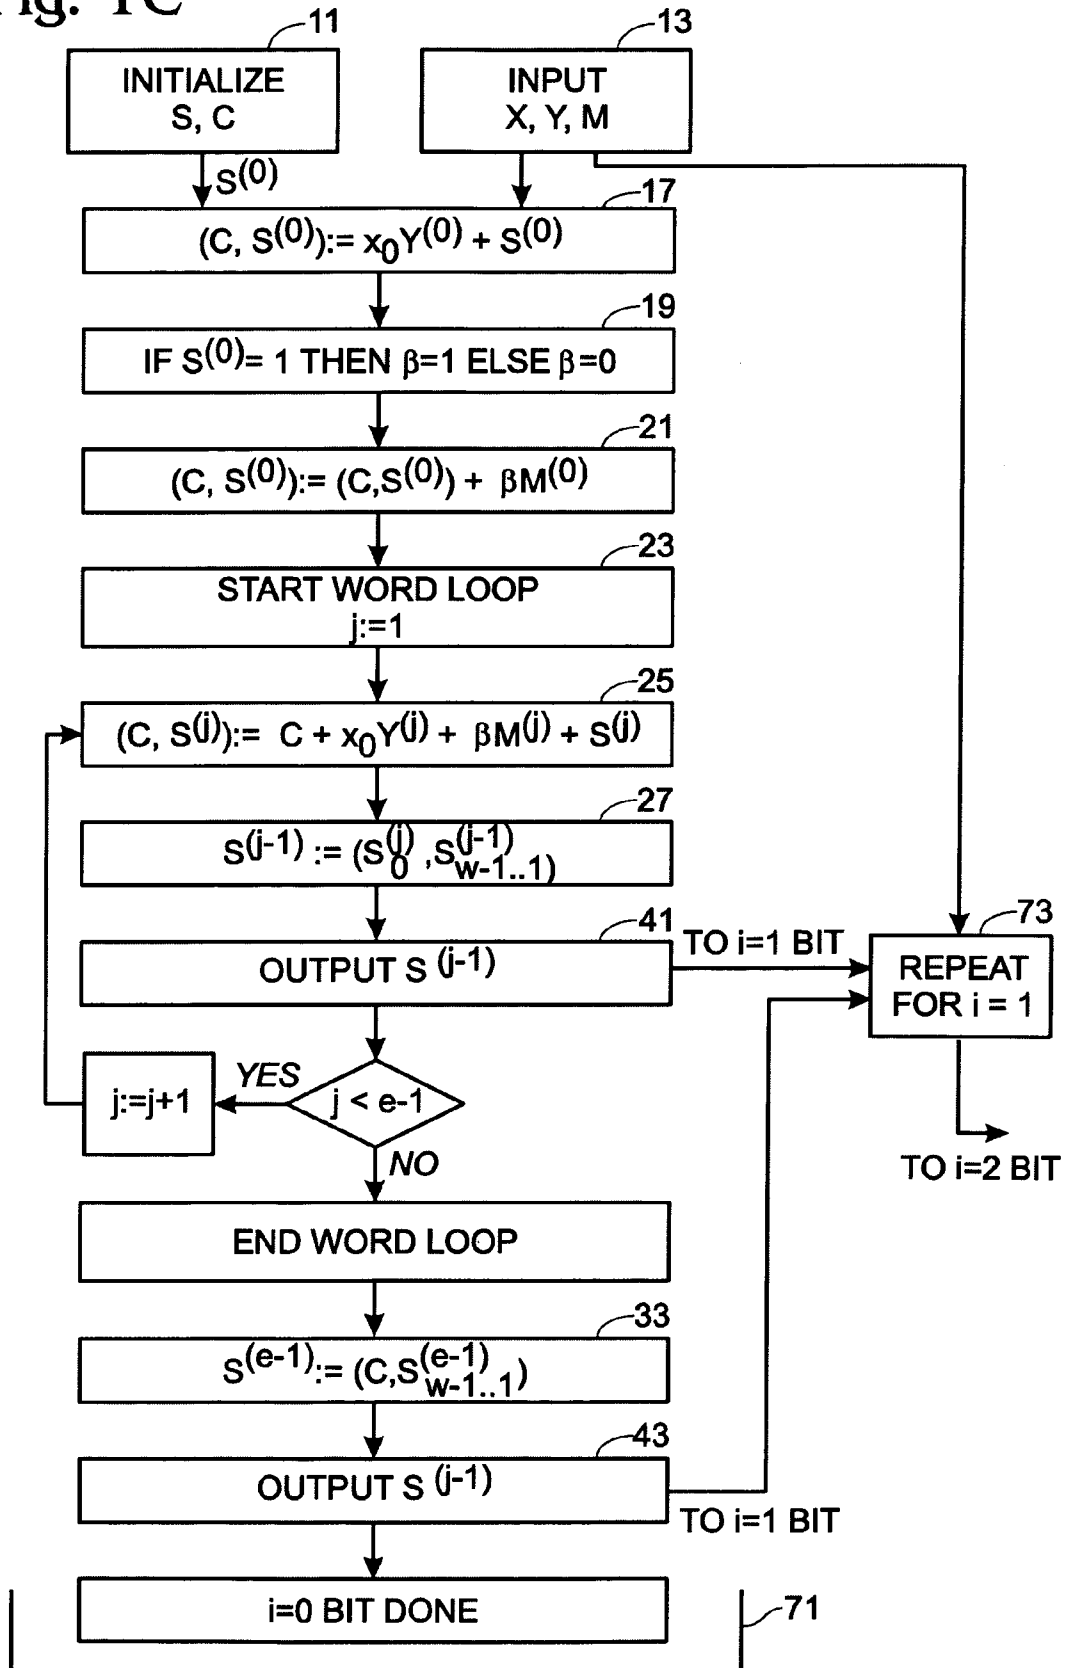 Fig. 1C
11
13
INITIALIZE
S, C
INPUT
X, Y, M
S(0)
17
(C, S(0)):= x0Y(0) + S(0)
19
IF S(0)= 1 THEN β=1 ELSE β=0
21
(C, S(0)):= (C,S(0)) + βM(0)
23
START WORD LOOP
j:=1
25
(C, S(j)):= C + x0Y(j) + βM(j) + S(j)
27
S(j-1) := (S0(j) ,Sw-1..1(j-1))
41
OUTPUT S (j-1)
TO i=1 BIT
73
REPEAT
FOR i = 1
j:=j+1
YES
j < e-1
NO
TO i=2 BIT
END WORD LOOP
33
S(e-1):= (C,Sw-1..1(e-1))
43
OUTPUT S (j-1)
TO i=1 BIT
i=0 BIT DONE
71